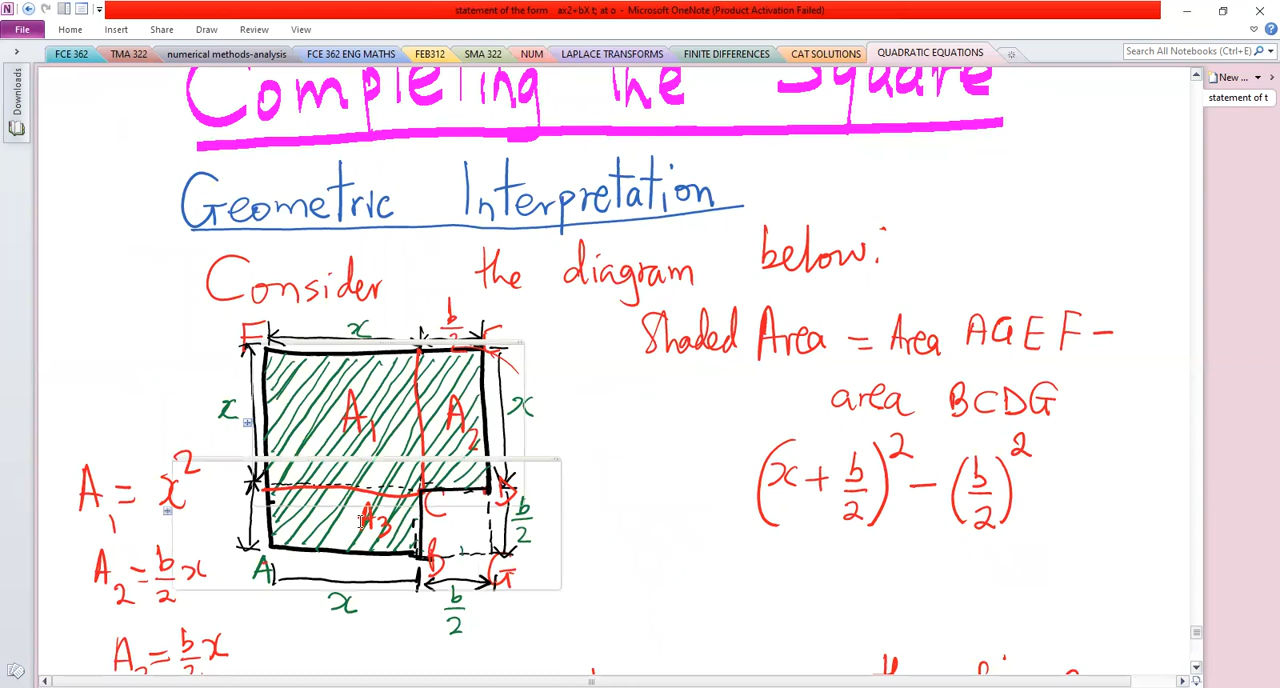 statement of the form ax2+bX t; at o - Microsoft OneNote (Product Activation Failed)
File Home Insert Share Draw Review View
FCE 362 TMA 322 numerical methods-analysis FCE 362 ENG MATHS FEB312 SMA 322 NUM LAPLACE TRANSFORMS FINITE DIFFERENCES CAT SOLUTIONS QUADRATIC EQUATIONS Search All Notebooks (Ctrl+E)
Downloads
New ...
statement of t
Completing the Square
Geometric Interpretation
Consider the diagram below:
F x b/2 E
x A₁ A₂ x
C D
A₃ b/2
A B G
x b/2
A₁ = x²
A₂ = b/2 x
Shaded Area = Area AGEF -
area BCDG
(x + b/2)² - (b/2)²